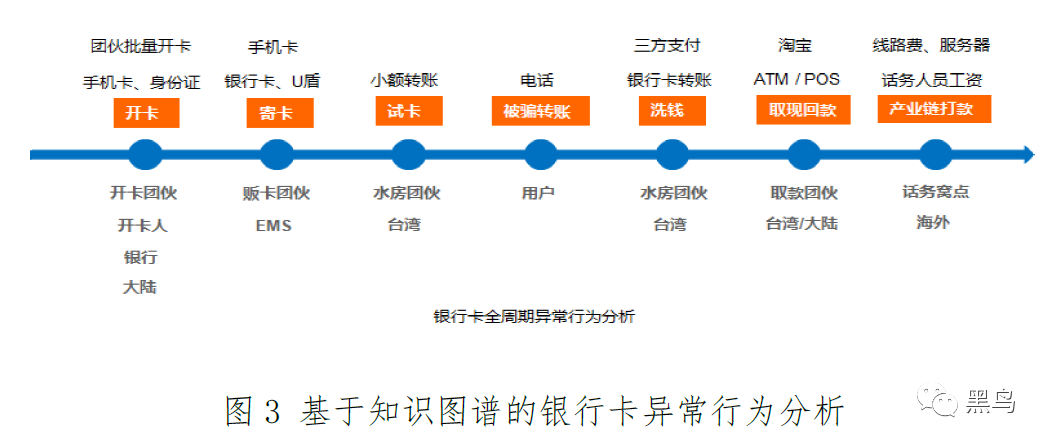 团伙批量开卡
手机卡、身份证
开卡
开卡团伙
开卡人
银行
大陆
手机卡
银行卡、U盾
寄卡
贩卡团伙
EMS
小额转账
试卡
水房团伙
台湾
电话
被骗转账
用户
三方支付
银行卡转账
洗钱
水房团伙
台湾
淘宝
ATM / POS
取现回款
取款团伙
台湾/大陆
线路费、服务器
话务人员工资
产业链打款
话务窝点
海外
银行卡全周期异常行为分析
图 3 基于知识图谱的银行卡异常行为分析
黑鸟